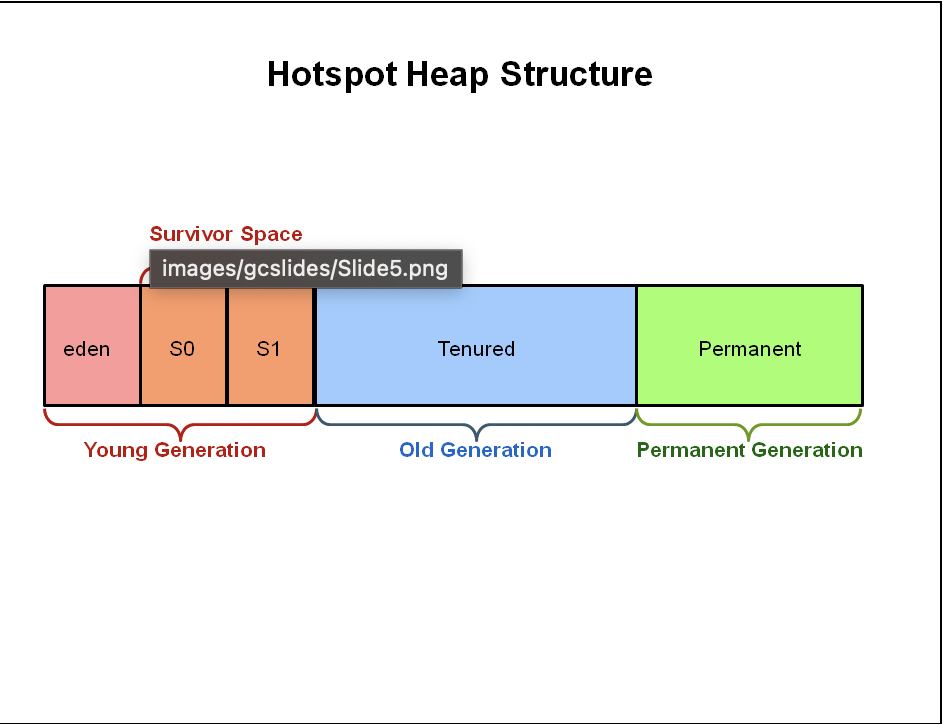 Hotspot Heap Structure
Survivor Space
images/gcslides/Slide5.png
eden
S0
S1
Tenured
Permanent
Young Generation
Old Generation
Permanent Generation